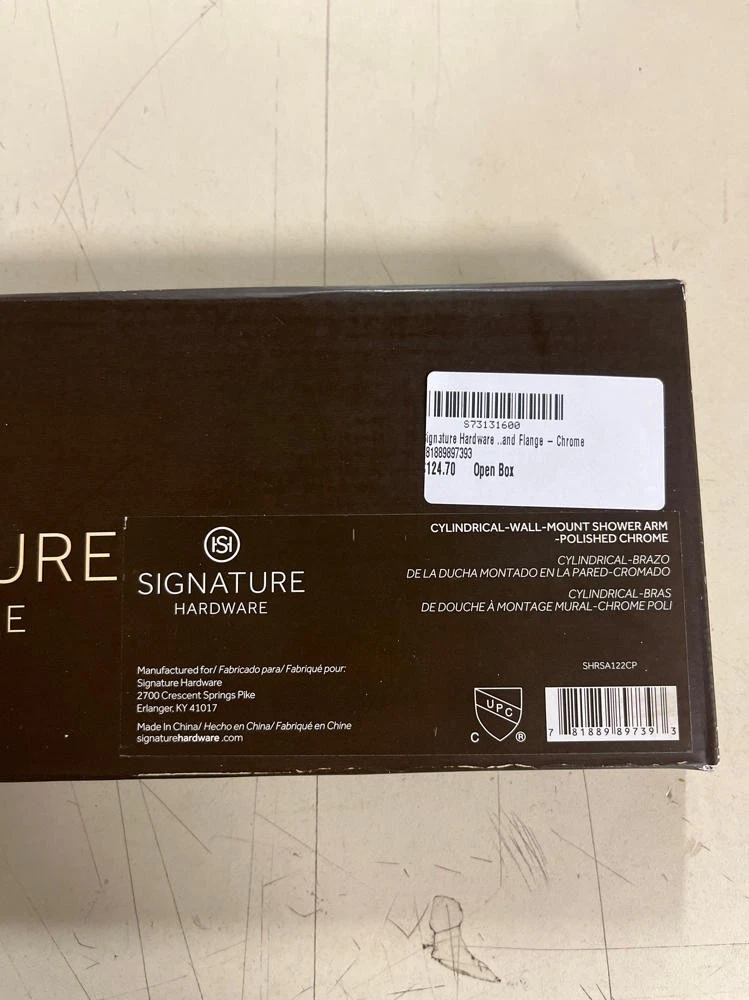 S73131600
ignature Hardware ..and Flange – Chrome
81889897393
124.70 Open Box
URE
E
SIGNATURE
HARDWARE
CYLINDRICAL-WALL-MOUNT SHOWER ARM
-POLISHED CHROME
CYLINDRICAL-BRAZO
DE LA DUCHA MONTADO EN LA PARED-CROMADO
CYLINDRICAL-BRAS
DE DOUCHE À MONTAGE MURAL-CHROME POLI
Manufactured for/ Fabricado para/ Fabriqué pour:
Signature Hardware
2700 Crescent Springs Pike
Erlanger, KY 41017
Made in China/ Hecho en China/ Fabriqué en Chine
signaturehardware .com
SHRSA122CP
UPC
C ®
7 81889 89739 3